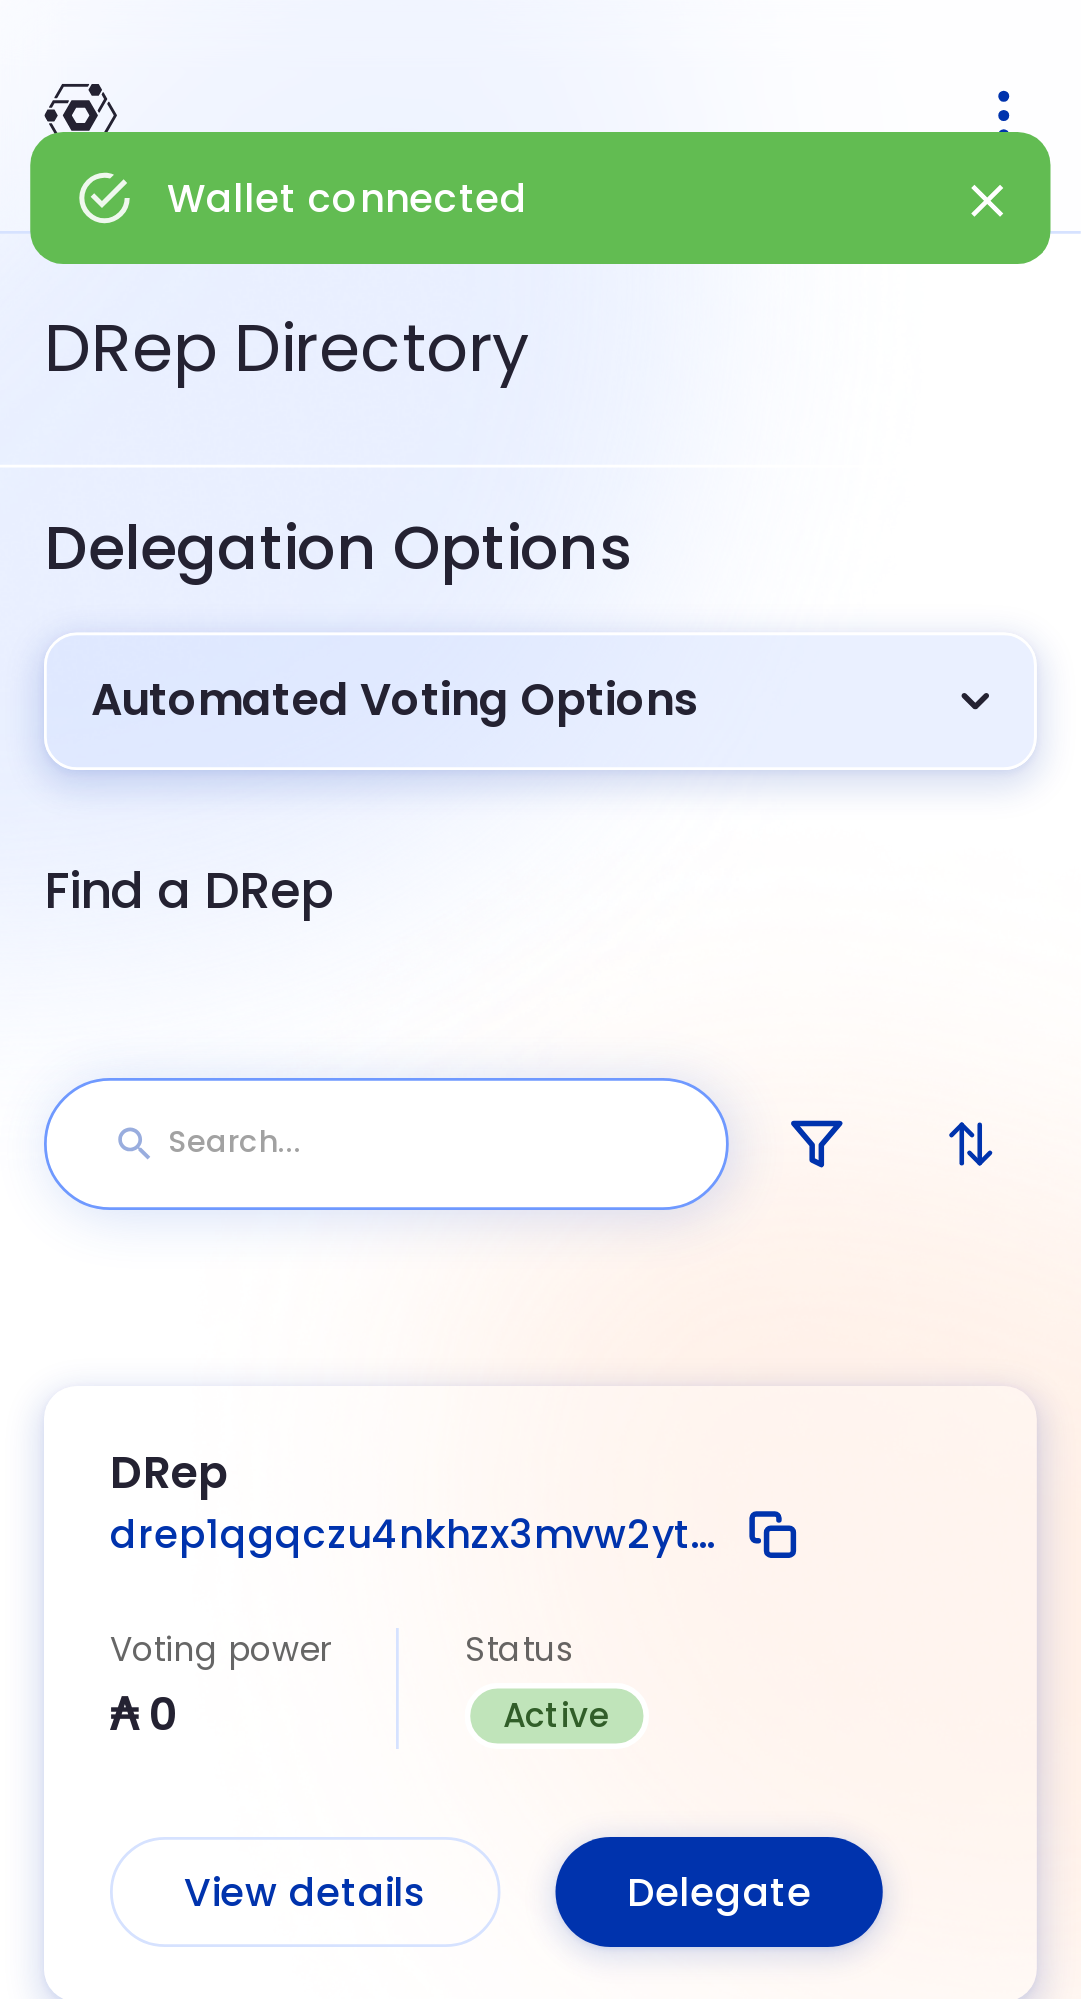 Wallet connected
DRep Directory
Delegation Options
Automated Voting Options
Find a DRep
Search...
DRep
drep1qgqczu4nkhzx3mvw2yt...
Voting power
Status
₳ 0
Active
View details
Delegate